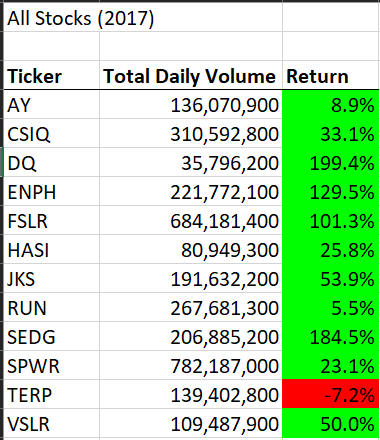 All Stocks (2017)
Ticker Total Daily Volume Return
AY 136,070,900 8.9%
CSIQ 310,592,800 33.1%
DQ 35,796,200 199.4%
ENPH 221,772,100 129.5%
FSLR 684,181,400 101.3%
HASI 80,949,300 25.8%
JKS 191,632,200 53.9%
RUN 267,681,300 5.5%
SEDG 206,885,200 184.5%
SPWR 782,187,000 23.1%
TERP 139,402,800 -7.2%
VSLR 109,487,900 50.0%